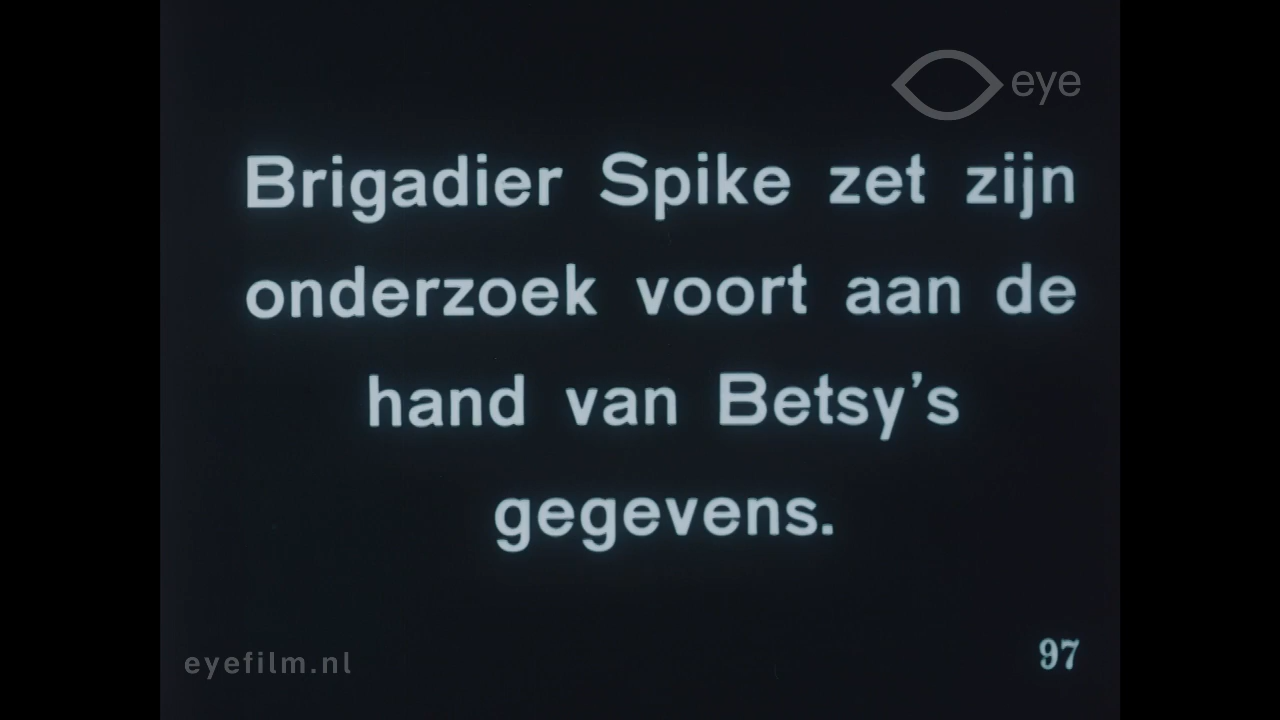 eye
Brigadier Spike zet zijn
onderzoek voort aan de
hand van Betsy's
gegevens.
eyefilm.nl
97